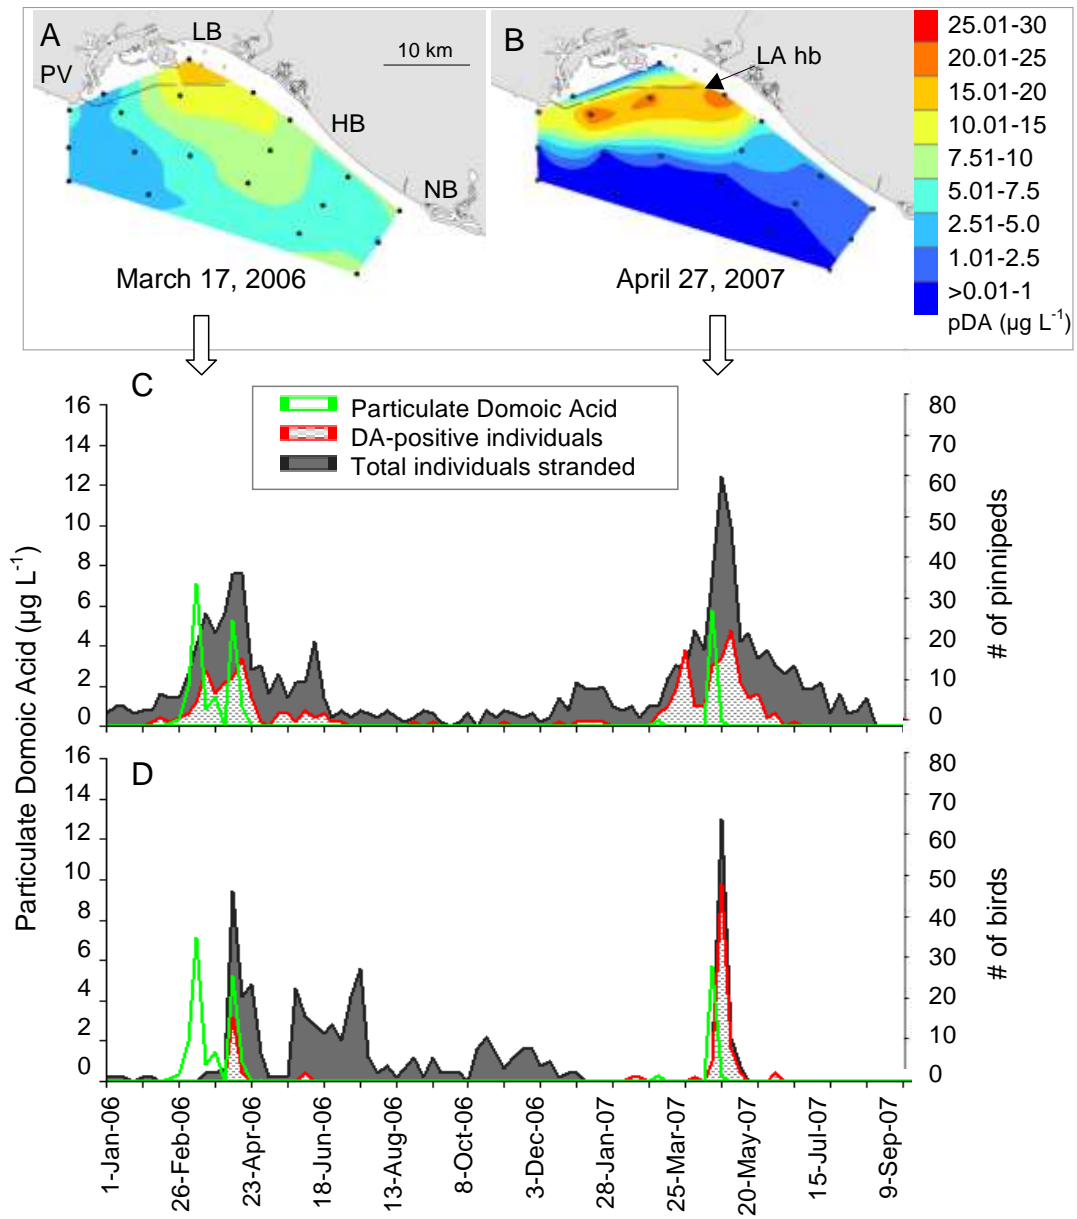 A
LB
PV
10 km
HB
NB
March 17, 2006
B
LA hb
April 27, 2007
25.01-30
20.01-25
15.01-20
10.01-15
7.51-10
5.01-7.5
2.51-5.0
1.01-2.5
>0.01-1
pDA (µg L⁻¹)
C
Particulate Domoic Acid
DA-positive individuals
Total individuals stranded
16
14
12
10
8
6
4
2
0
80
70
60
50
40
30
20
10
0
# of pinnipeds
Particulate Domoic Acid (µg L⁻¹)
D
16
14
12
10
8
6
4
2
0
80
70
60
50
40
30
20
10
0
# of birds
1-Jan-06
26-Feb-06
23-Apr-06
18-Jun-06
13-Aug-06
8-Oct-06
3-Dec-06
28-Jan-07
25-Mar-07
20-May-07
15-Jul-07
9-Sep-07